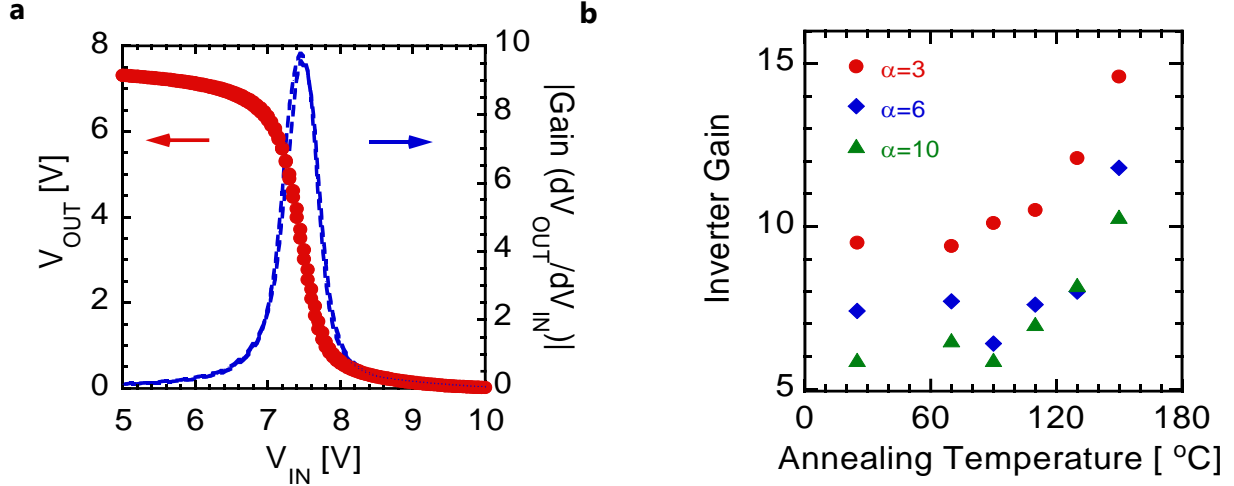 a
8
6
4
2
0
V_OUT [V]
5
6
7
8
9
10
V_IN [V]
10
8
6
4
2
0
|Gain (dV_OUT/dV_IN)|
b
15
10
5
Inverter Gain
α=3
α=6
α=10
0
60
120
180
Annealing Temperature [ °C]